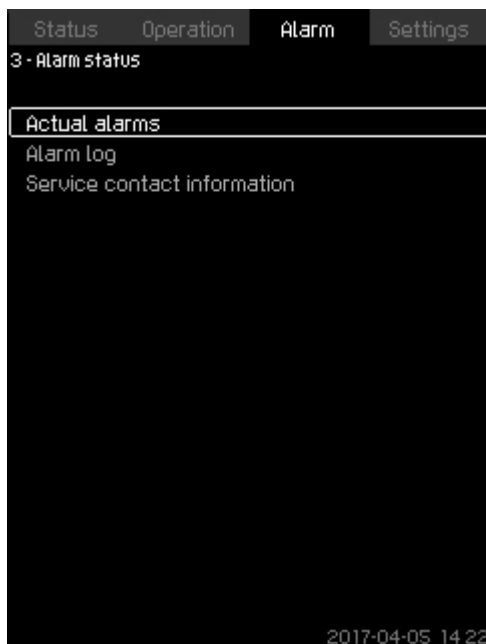 Status Operation Alarm Settings
3 - Alarm status
Actual alarms
Alarm log
Service contact information
2017-04-05 14:22